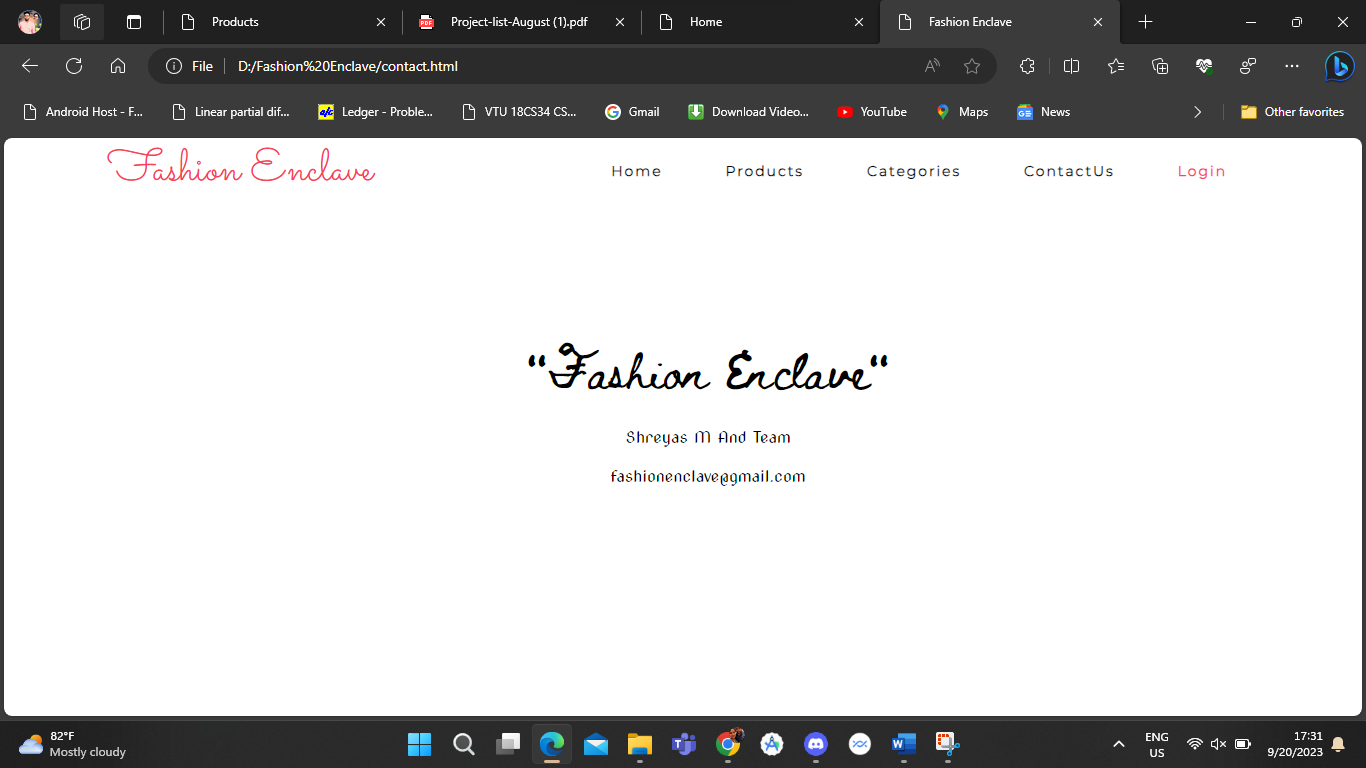 Products
Project-list-August (1).pdf
Home
Fashion Enclave
File
D:/Fashion%20Enclave/contact.html
Android Host - F...
Linear partial dif...
Ledger - Proble...
VTU 18CS34 CS...
Gmail
Download Video...
YouTube
Maps
News
Other favorites
Fashion Enclave
Home
Products
Categories
ContactUs
Login
“Fashion Enclave“
Shreyas M And Team
fashionenclave@gmail.com
82°F
Mostly cloudy
ENG
US
17:31
9/20/2023